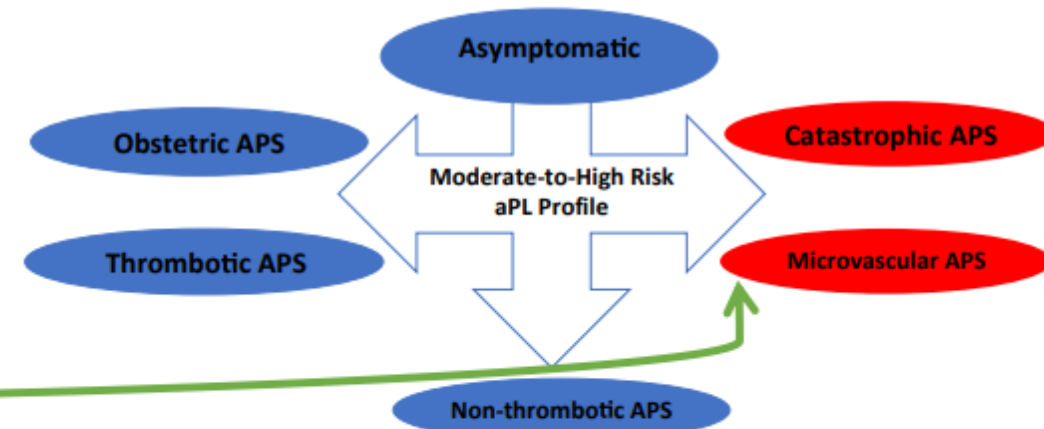 Asymptomatic
Obstetric APS
Catastrophic APS
Moderate-to-High Risk
aPL Profile
Thrombotic APS
Microvascular APS
Non-thrombotic APS